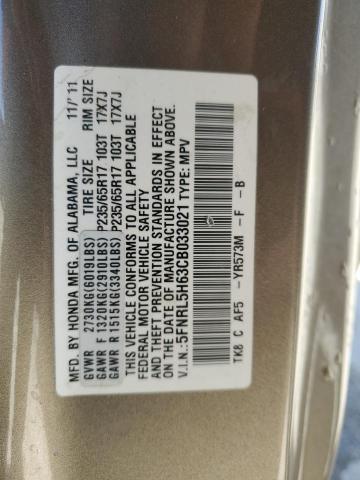 MFD. BY HONDA MFG. OF ALABAMA, LLC 11/'11
GVWR 2730KG(6019LBS) TIRE SIZE RIM SIZE
GAWR F 1320KG(2910LBS) P235/65R17 103T 17X7J
GAWR R 1515KG(3340LBS) P235/65R17 103T 17X7J
THIS VEHICLE CONFORMS TO ALL APPLICABLE
FEDERAL MOTOR VEHICLE SAFETY
AND THEFT PREVENTION STANDARDS IN EFFECT
ON THE DATE OF MANUFACTURE SHOWN ABOVE.
V.I.N.:5FNRL5H63CB033021 TYPE: MPV
TK8 C AF5 -YR573M -F -B